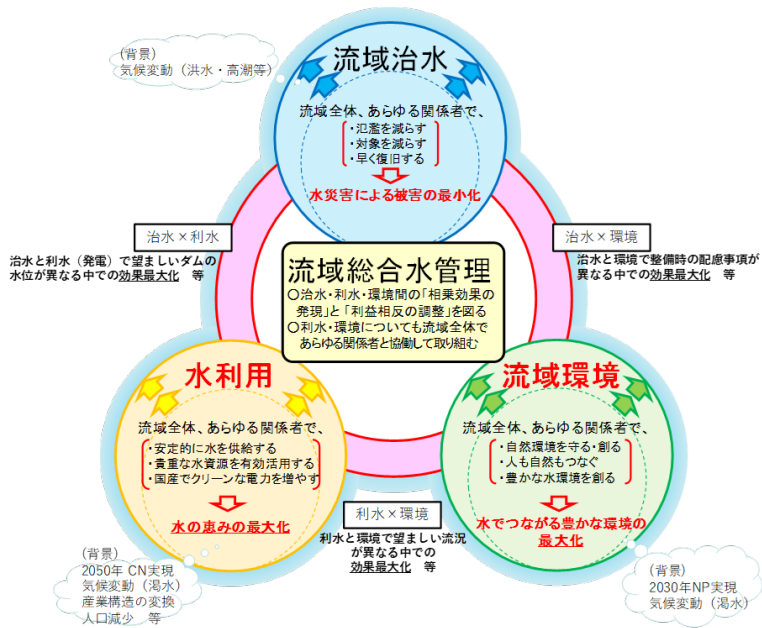 (背景)
気候変動（洪水・高潮等）
流域治水
流域全体、あらゆる関係者で、
・氾濫を減らす
・対象を減らす
・早く復旧する
水災害による被害の最小化
治水×利水
治水と利水（発電）で望ましいダムの
水位が異なる中での効果最大化　等
治水×環境
治水と環境で整備時の配慮事項が
異なる中での効果最大化　等
流域総合水管理
〇治水・利水・環境間の「相乗効果の
発現」と「利益相反の調整」を図る
〇利水・環境についても流域全体で
あらゆる関係者と協働して取り組む
水利用
流域全体、あらゆる関係者で、
・安定的に水を供給する
・貴重な水資源を有効活用する
・国産でクリーンな電力を増やす
水の恵みの最大化
流域環境
流域全体、あらゆる関係者で、
・自然環境を守る・創る
・人も自然もつなぐ
・豊かな水環境を創る
水でつながる豊かな環境の
最大化
利水×環境
利水と環境で望ましい流況
が異なる中での
効果最大化　等
(背景)
2050年 CN実現
気候変動（渇水）
産業構造の変換
人口減少　等
(背景)
2030年NP実現
気候変動（渇水）